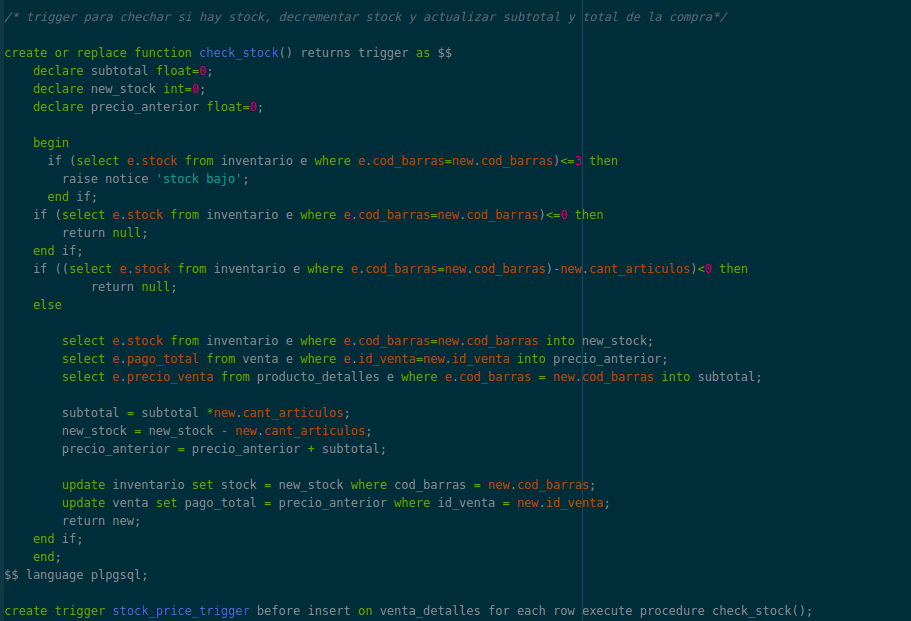 /* trigger para chechar si hay stock, decrementar stock y actualizar subtotal y total de la compra*/
create or replace function check_stock() returns trigger as $$
declare subtotal float=0;
declare new_stock int=0;
declare precio_anterior float=0;
begin
if (select e.stock from inventario e where e.cod_barras=new.cod_barras)<=3 then
raise notice 'stock bajo';
end if;
if (select e.stock from inventario e where e.cod_barras=new.cod_barras)<=0 then
return null;
end if;
if ((select e.stock from inventario e where e.cod_barras=new.cod_barras)-new.cant_articulos)<0 then
return null;
else
select e.stock from inventario e where e.cod_barras=new.cod_barras into new_stock;
select e.pago_total from venta e where e.id_venta=new.id_venta into precio_anterior;
select e.precio_venta from producto_detalles e where e.cod_barras = new.cod_barras into subtotal;
subtotal = subtotal *new.cant_articulos;
new_stock = new_stock - new.cant_articulos;
precio_anterior = precio_anterior + subtotal;
update inventario set stock = new_stock where cod_barras = new.cod_barras;
update venta set pago_total = precio_anterior where id_venta = new.id_venta;
return new;
end if;
end;
$$ language plpgsql;
create trigger stock_price_trigger before insert on venta_detalles for each row execute procedure check_stock();